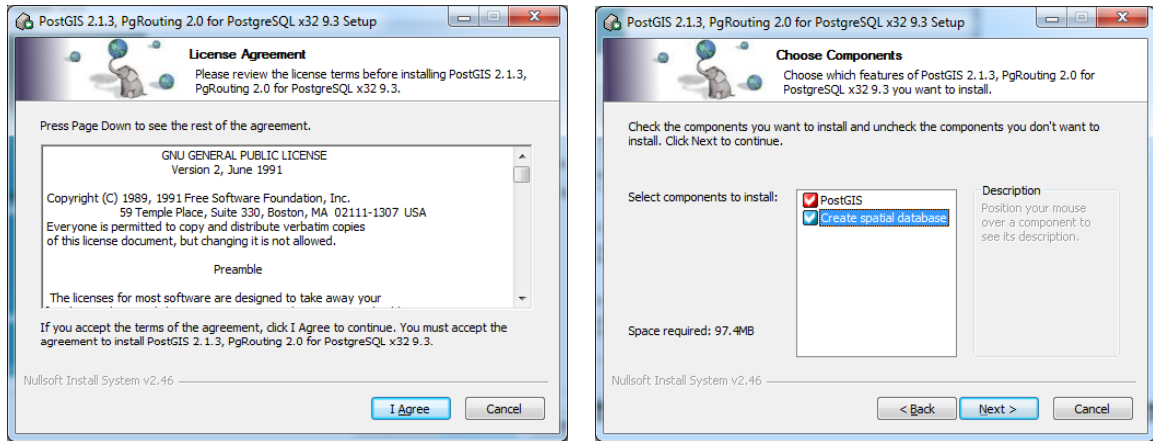 PostGIS 2.1.3, PgRouting 2.0 for PostgreSQL x32 9.3 Setup
License Agreement
Please review the license terms before installing PostGIS 2.1.3,
PgRouting 2.0 for PostgreSQL x32 9.3.
Press Page Down to see the rest of the agreement.
GNU GENERAL PUBLIC LICENSE
Version 2, June 1991
Copyright (C) 1989, 1991 Free Software Foundation, Inc.
59 Temple Place, Suite 330, Boston, MA 02111-1307 USA
Everyone is permitted to copy and distribute verbatim copies
of this license document, but changing it is not allowed.
Preamble
The licenses for most software are designed to take away your
If you accept the terms of the agreement, click I Agree to continue. You must accept the
agreement to install PostGIS 2.1.3, PgRouting 2.0 for PostgreSQL x32 9.3.
Nullsoft Install System v2.46
I Agree
Cancel
PostGIS 2.1.3, PgRouting 2.0 for PostgreSQL x32 9.3 Setup
Choose Components
Choose which features of PostGIS 2.1.3, PgRouting 2.0 for
PostgreSQL x32 9.3 you want to install.
Check the components you want to install and uncheck the components you don't want to
install. Click Next to continue.
Select components to install:
PostGIS
Create spatial database
Description
Position your mouse
over a component to
see its description.
Space required: 97.4MB
Nullsoft Install System v2.46
< Back
Next >
Cancel